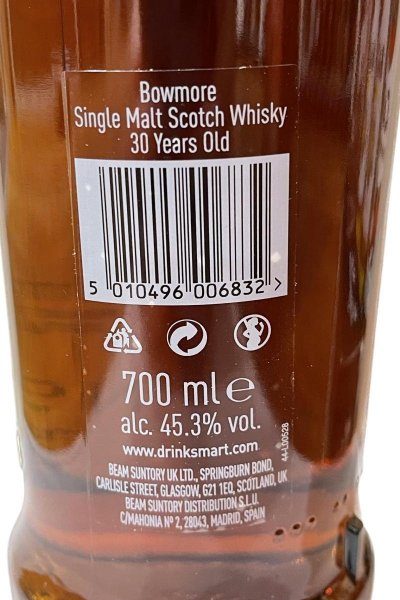 Bowmore
Single Malt Scotch Whisky
30 Years Old
5 010496 006832 >
700 ml e
alc. 45.3% vol.
www.drinksmart.com
BEAM SUNTORY UK LTD., SPRINGBURN BOND,
CARLISLE STREET, GLASGOW, G21 1EQ, SCOTLAND, UK
BEAM SUNTORY DISTRIBUTION S.L.U.
C/MAHONIA Nº 2, 28043, MADRID, SPAIN
44-L00528